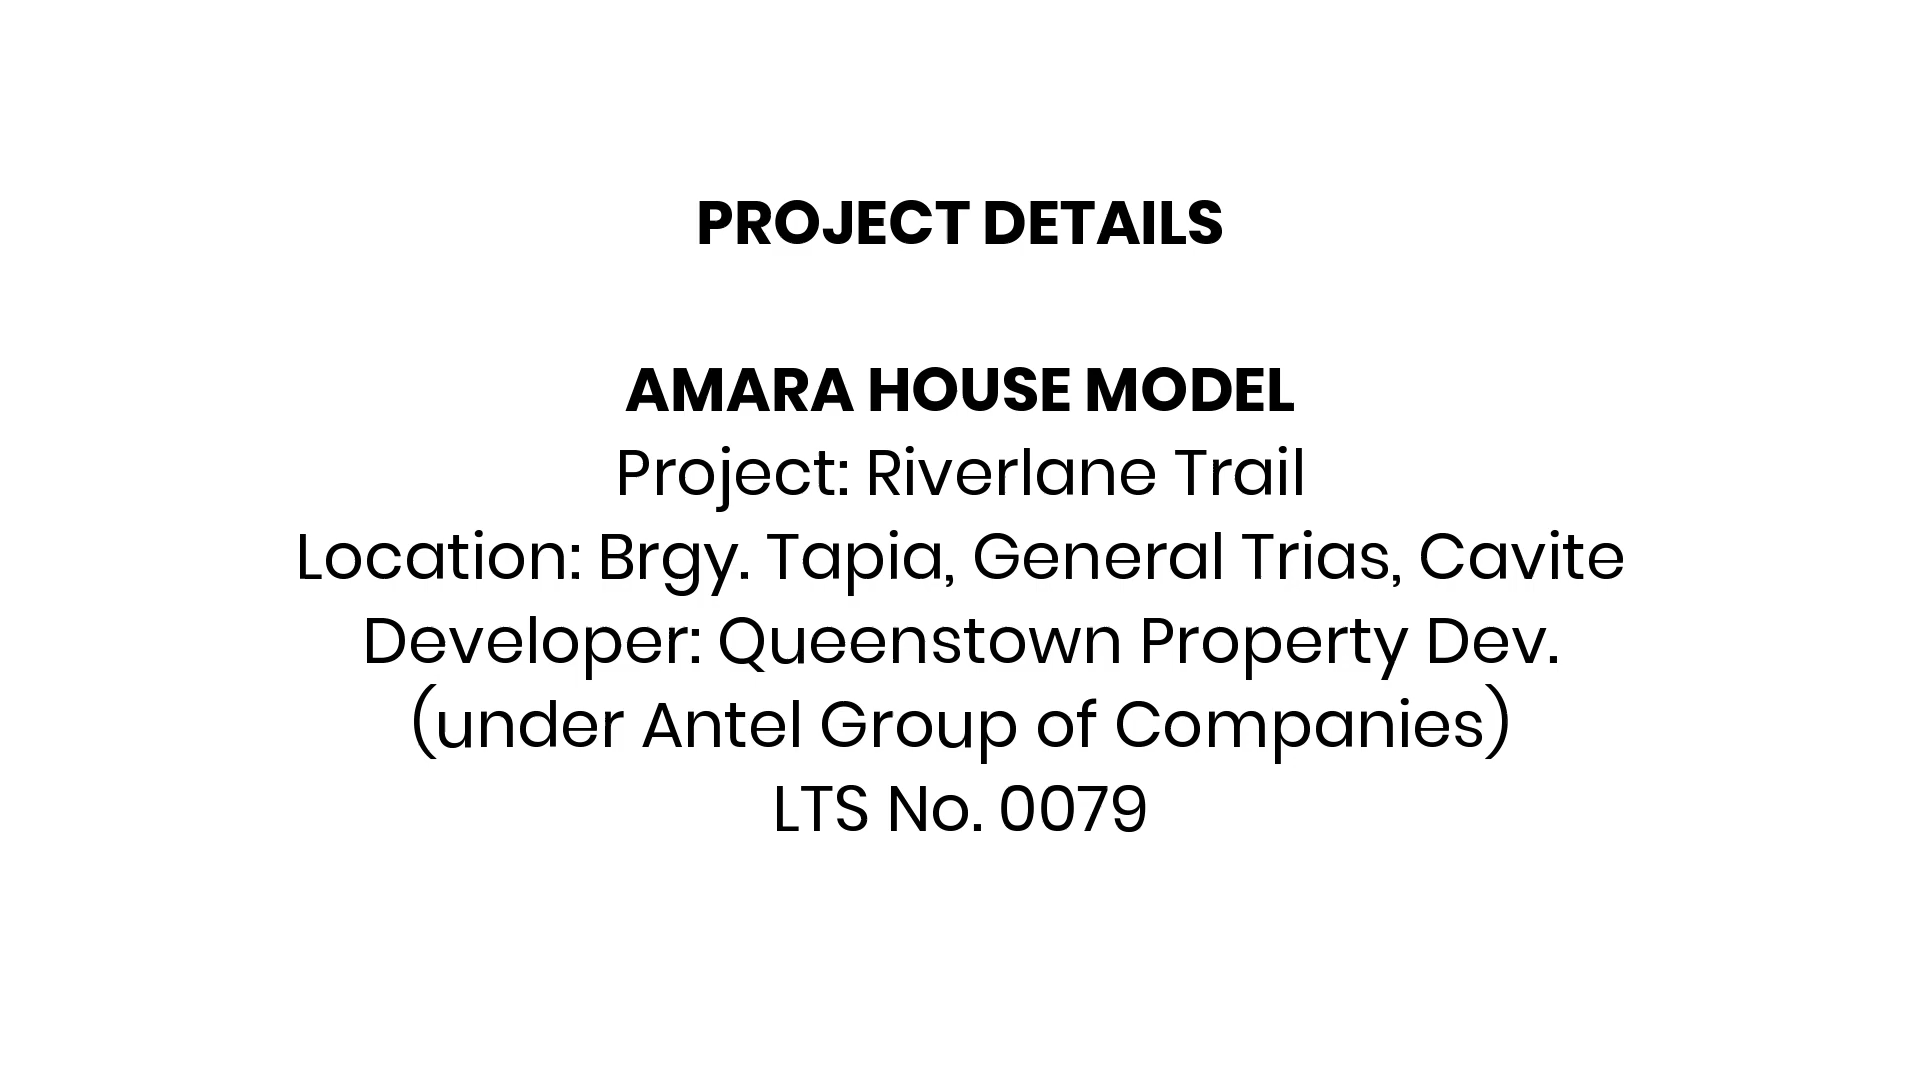 PROJECT DETAILS
AMARA HOUSE MODEL
Project: Riverlane Trail
Location: Brgy. Tapia, General Trias, Cavite
Developer: Queenstown Property Dev.
(under Antel Group of Companies)
LTS No. 0079